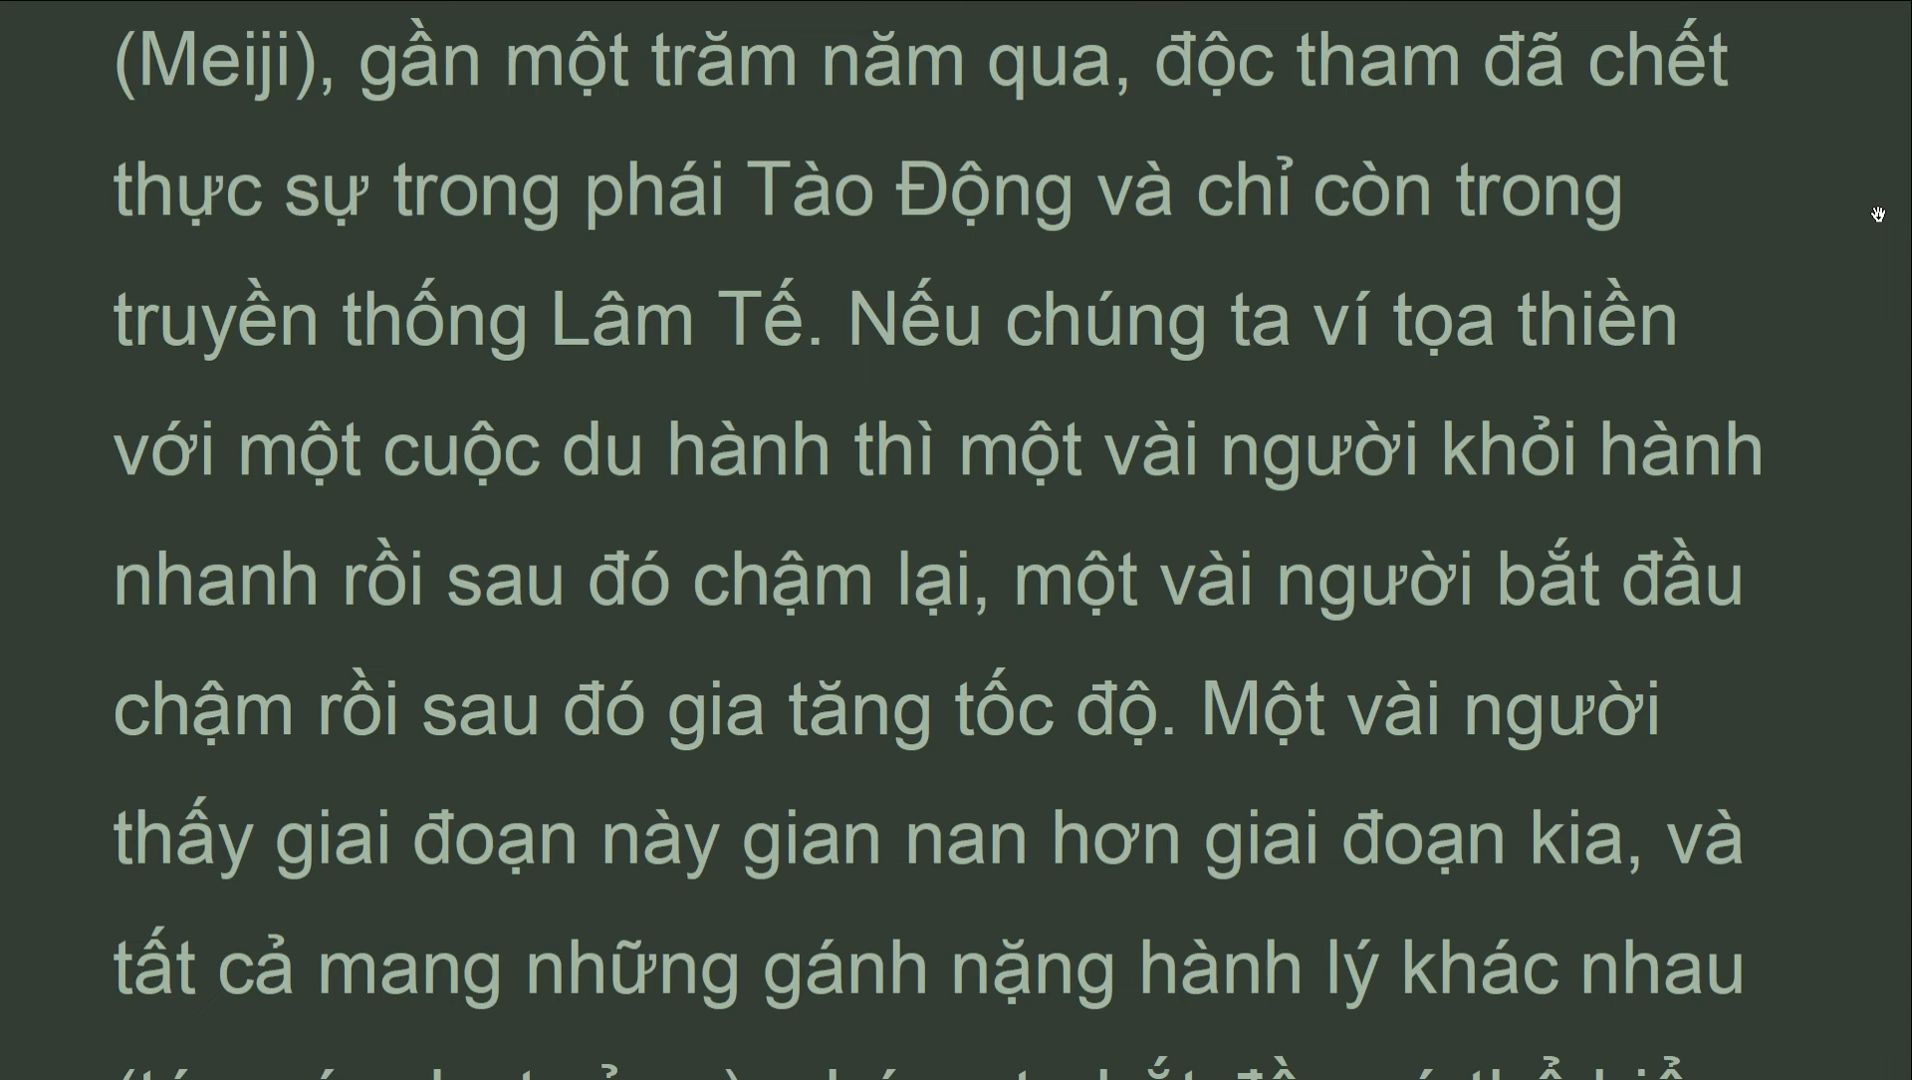 (Meiji), gần một trăm năm qua, độc tham đã chết
thực sự trong phái Tào Động và chỉ còn trong
truyền thống Lâm Tế. Nếu chúng ta ví tọa thiền
với một cuộc du hành thì một vài người khỏi hành
nhanh rồi sau đó chậm lại, một vài người bắt đầu
chậm rồi sau đó gia tăng tốc độ. Một vài người
thấy giai đoạn này gian nan hơn giai đoạn kia, và
tất cả mang những gánh nặng hành lý khác nhau